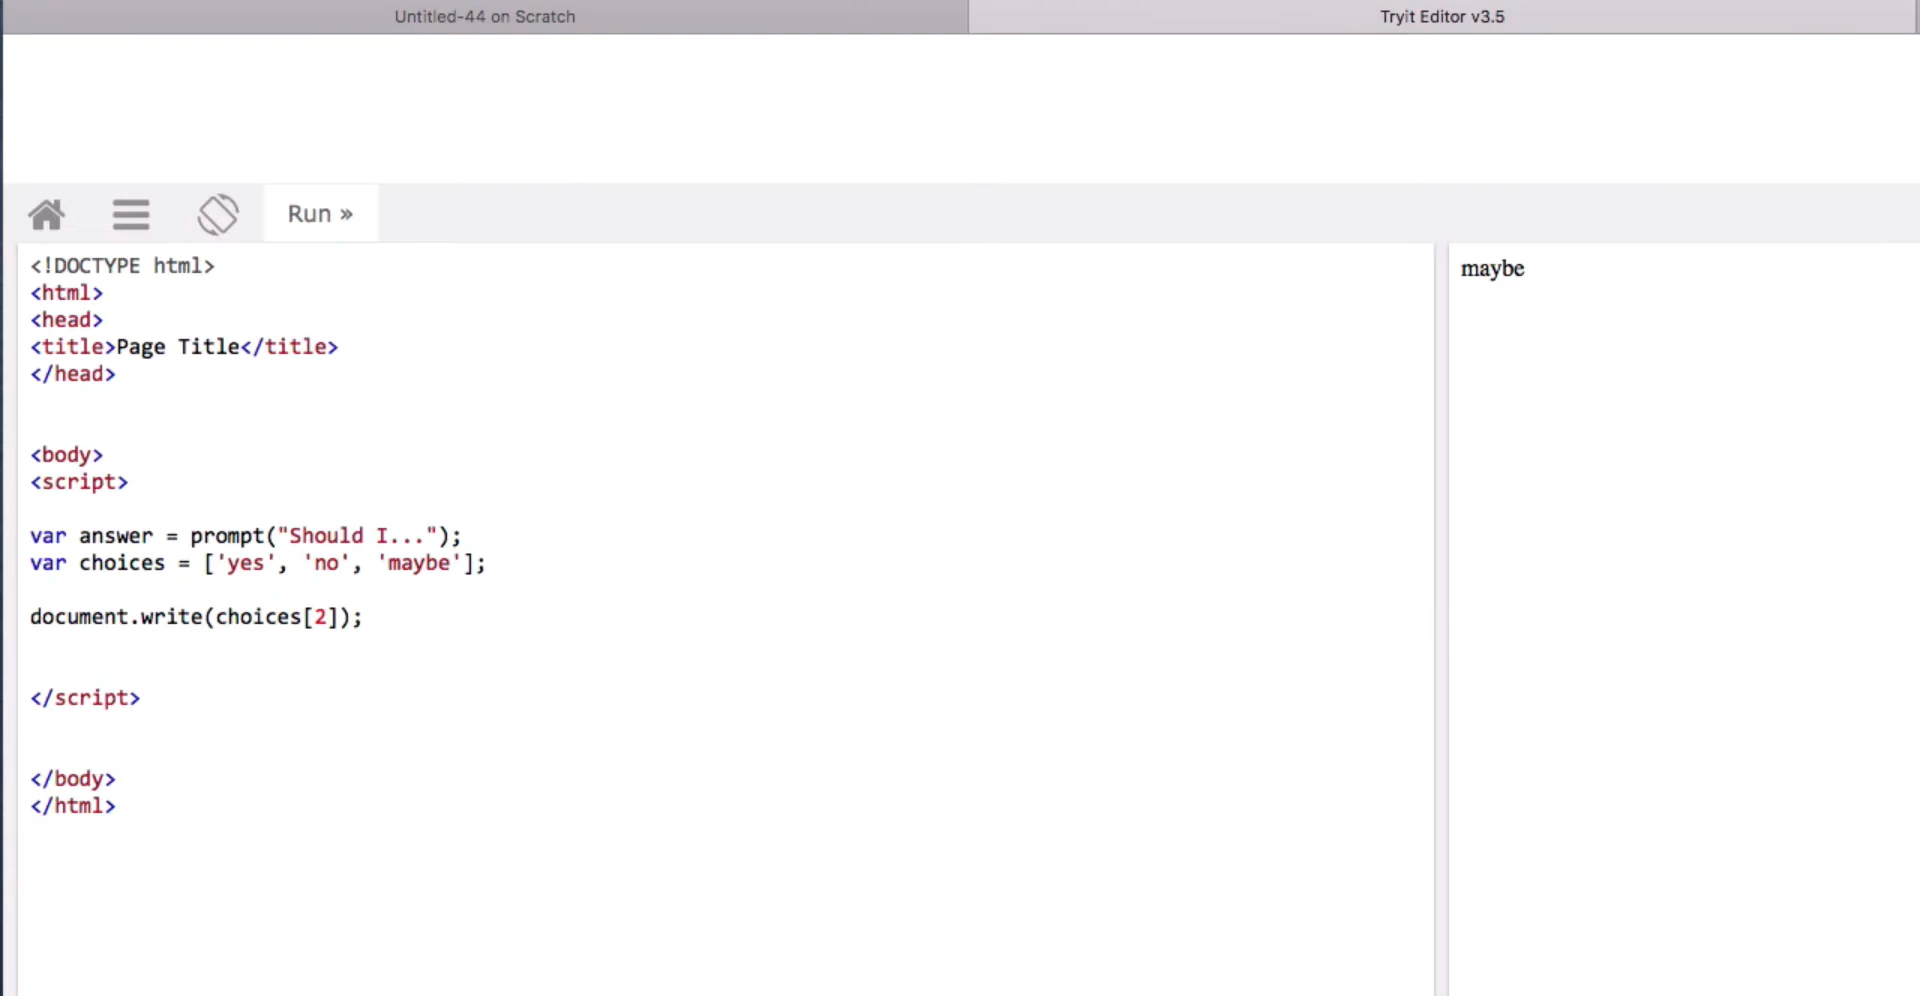 Untitled-44 on Scratch
Tryit Editor v3.5
Run »
<!DOCTYPE html>
<html>
<head>
<title>Page Title</title>
</head>
<body>
<script>
var answer = prompt("Should I...");
var choices = ['yes', 'no', 'maybe'];
document.write(choices[2]);
</script>
</body>
</html>
maybe